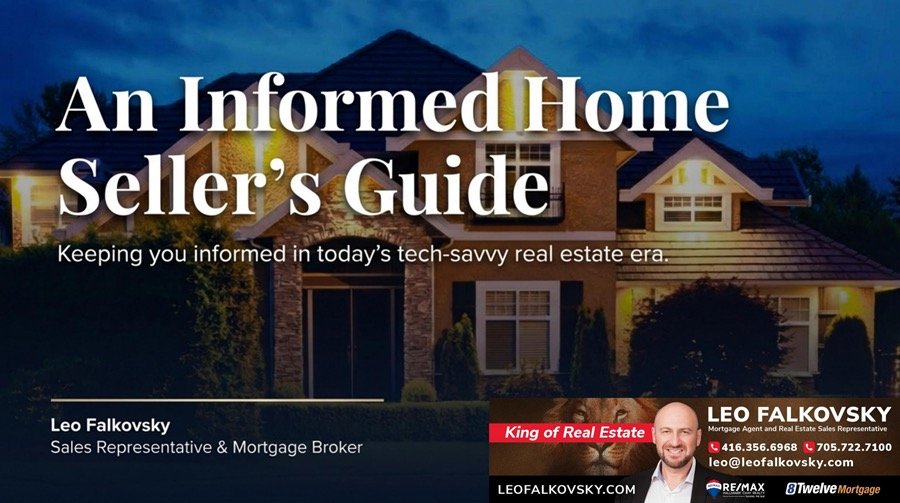 An Informed Home
Seller’s Guide
Keeping you informed in today’s tech-savvy real estate era.
Leo Falkovsky
Sales Representative & Mortgage Broker
King of Real Estate
LEO FALKOVSKY
Mortgage Agent and Real Estate Sales Representative
416.356.6968 705.722.7100
leo@leofalkovsky.com
LEOFALKOVSKY.COM
RE/MAX
8Twelve Mortgage